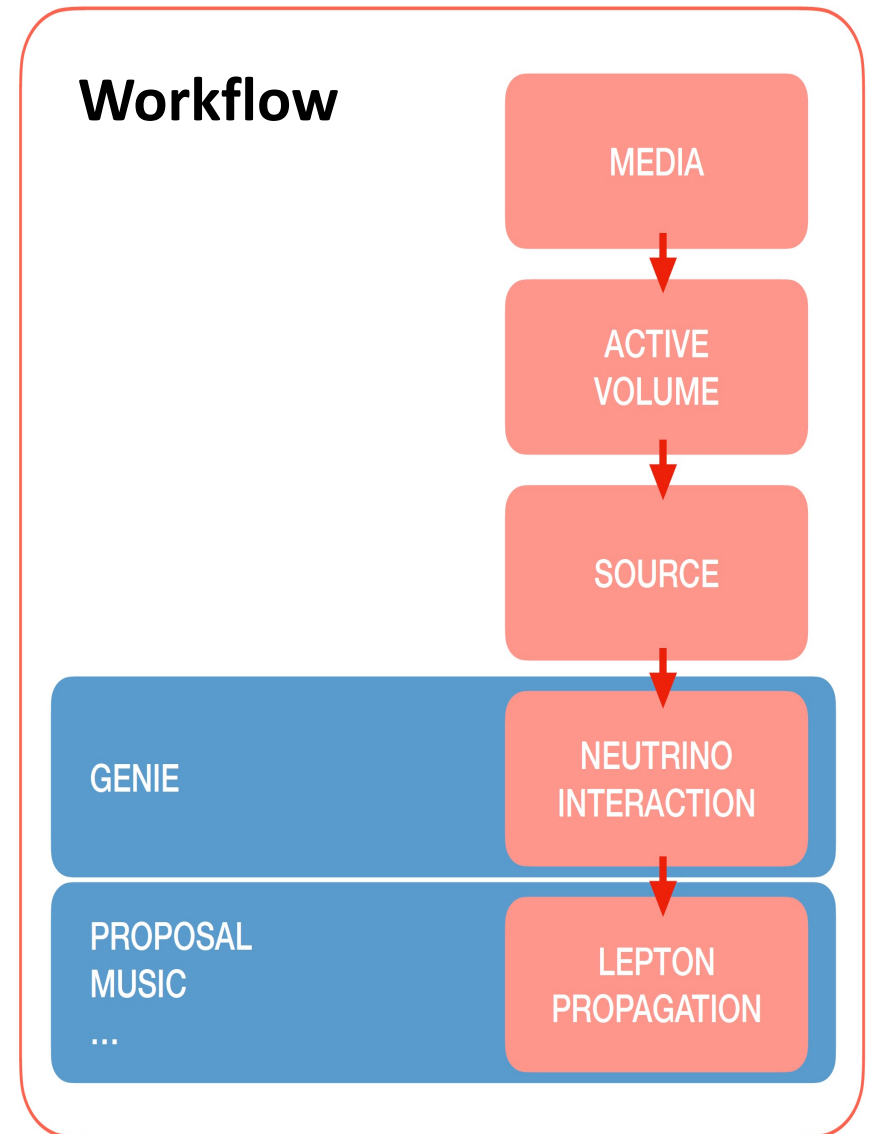 Workflow
MEDIA
ACTIVE
VOLUME
SOURCE
GENIE
NEUTRINO
INTERACTION
PROPOSAL
MUSIC
...
LEPTON
PROPAGATION